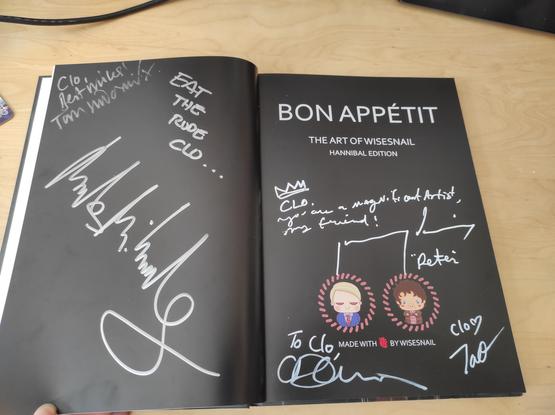 Clo,
Best wishes!
Tom
EAT
THE
RUDE
CLO...
BON APPÉTIT
THE ART OF WISESNAIL
HANNIBAL EDITION
CLO,
you are a magnificent Artist,
my friend!
"Peter"
To Clo,
MADE WITH BY WISESNAIL
Clo